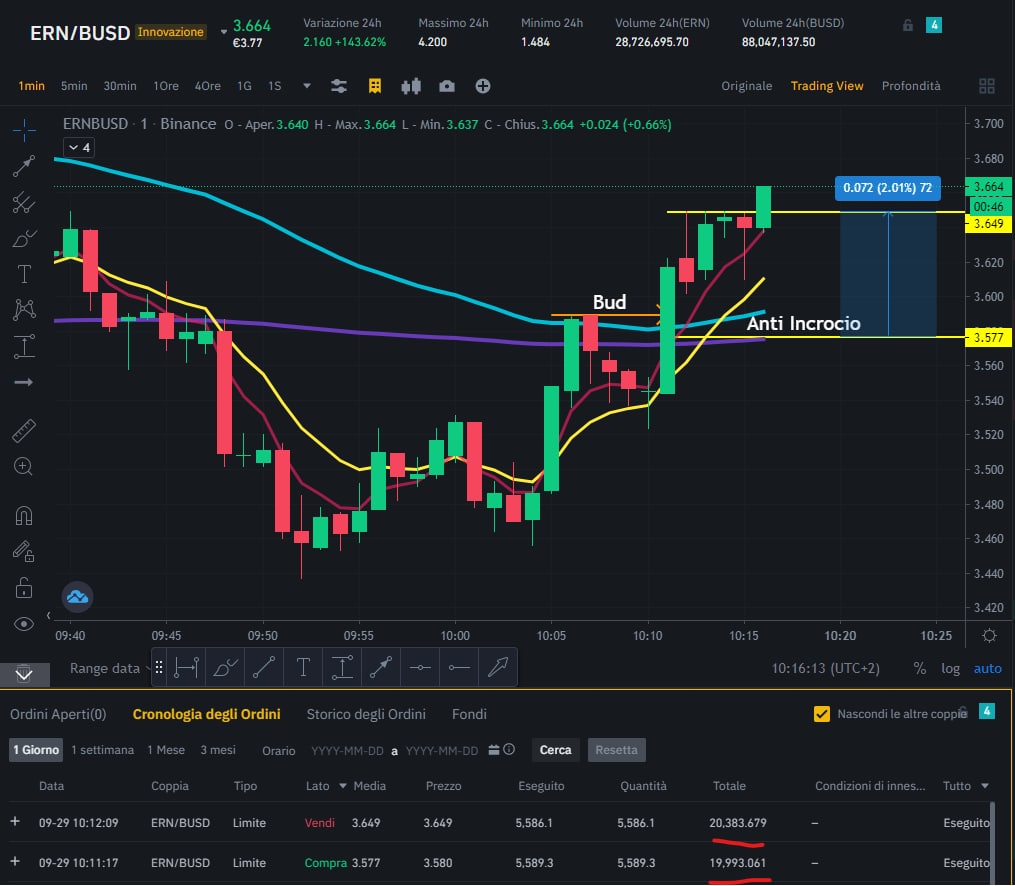 ERN/BUSD Innovazione 3.664 €3.77
Variazione 24h 2.160 +143.62%
Massimo 24h 4.200
Minimo 24h 1.484
Volume 24h(ERN) 28,726,695.70
Volume 24h(BUSD) 88,047,137.50
4
1min 5min 30min 1Ore 4Ore 1G 1S Originale Trading View Profondità
ERNBUSD · 1 · Binance O - Aper.3.640 H - Max.3.664 L - Min.3.637 C - Chius.3.664 +0.024 (+0.66%)
4
3.700
3.680
0.072 (2.01%) 72
3.664
00:46
3.649
3.620
Bud
3.600
Anti Incrocio
3.577
3.560
3.540
3.520
3.500
3.480
3.460
3.440
3.420
09:40 09:45 09:50 09:55 10:00 10:05 10:10 10:15 10:20 10:25
Range data 10:16:13 (UTC+2) % log auto
Ordini Aperti(0) Cronologia degli Ordini Storico degli Ordini Fondi Nascondi le altre coppie 4
1 Giorno 1 settimana 1 Mese 3 mesi Orario YYYY-MM-DD a YYYY-MM-DD Cerca Resetta
Data Coppia Tipo Lato Media Prezzo Eseguito Quantità Totale Condizioni di innes... Tutto
+ 09-29 10:12:09 ERN/BUSD Limite Vendi 3.649 3.649 5,586.1 5,586.1 20,383.679 – Eseguito
+ 09-29 10:11:17 ERN/BUSD Limite Compra 3.577 3.580 5,589.3 5,589.3 19,993.061 – Eseguito